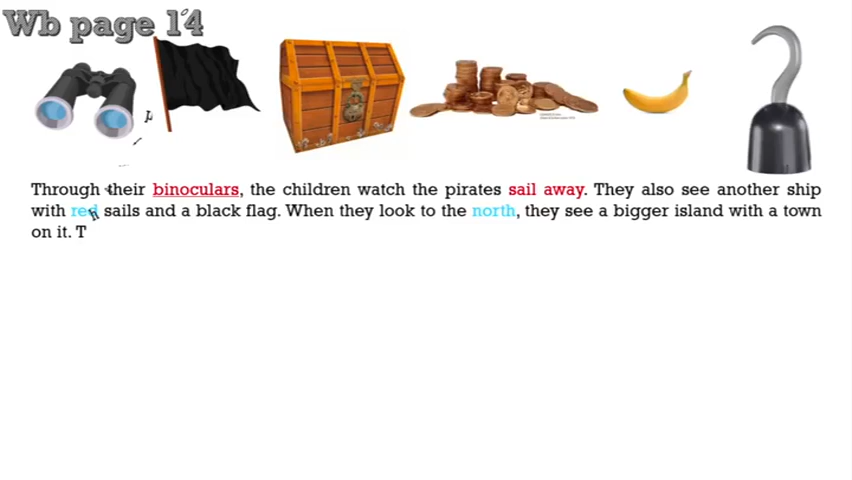 Wb page 14
Through their binoculars, the children watch the pirates sail away. They also see another ship
with red sails and a black flag. When they look to the north, they see a bigger island with a town
on it. T